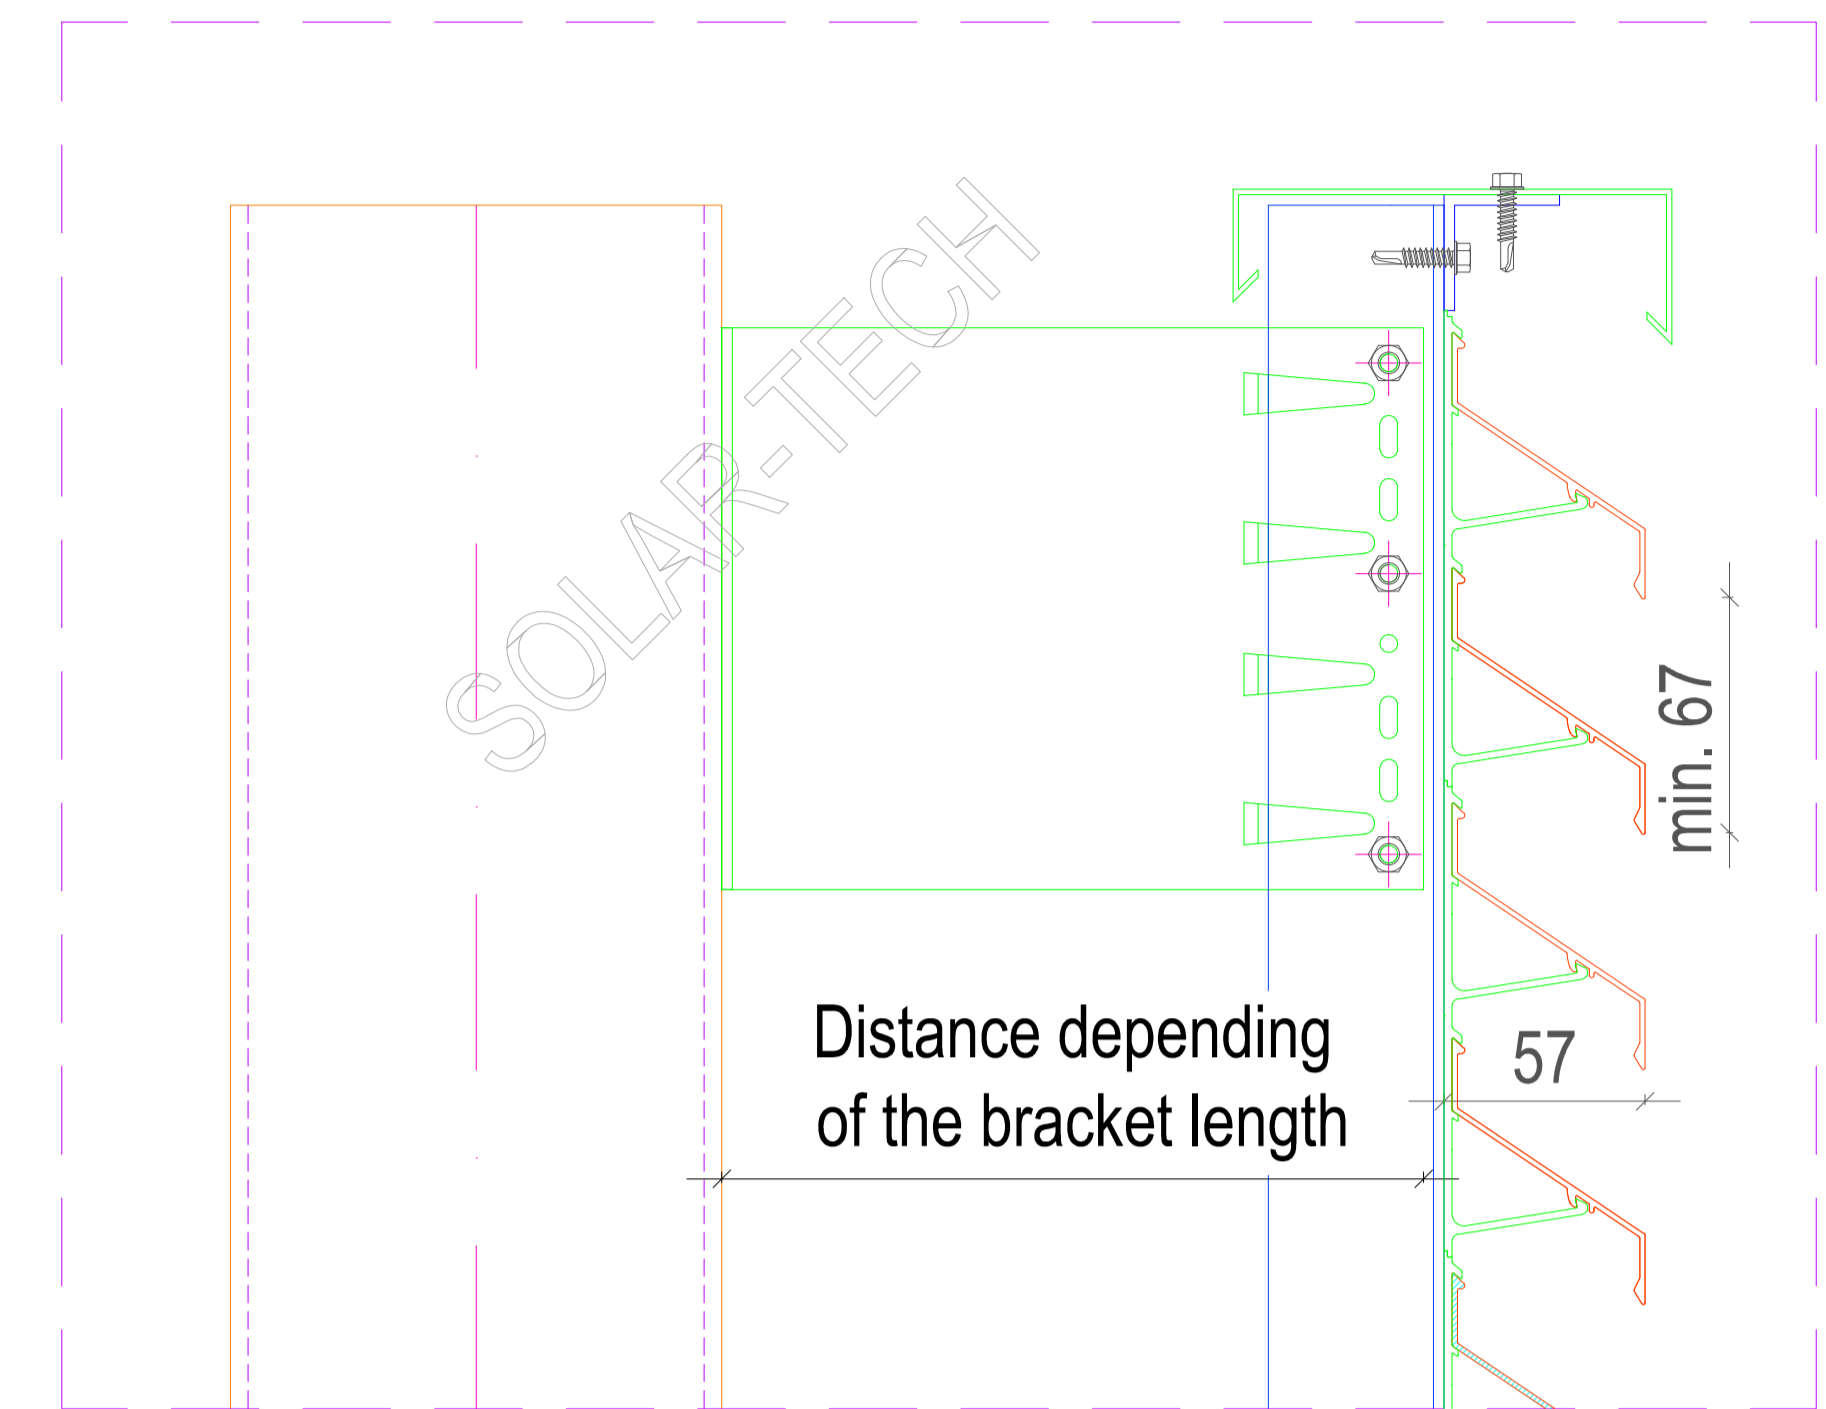 SOLAR-TECH
min. 67
Distance depending
of the bracket length
57